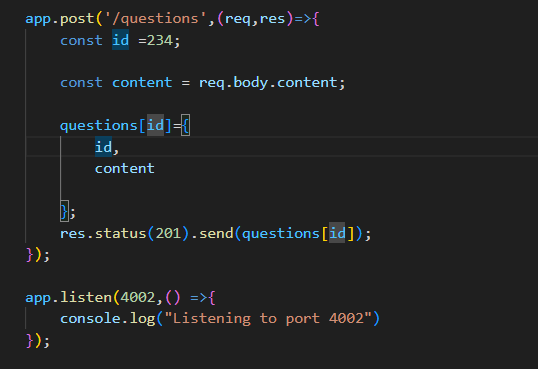 app.post('/questions',(req,res)=>{
const id =234;
const content = req.body.content;
questions[id]={
id,
content
};
res.status(201).send(questions[id]);
});
app.listen(4002,() =>{
console.log("Listening to port 4002")
});